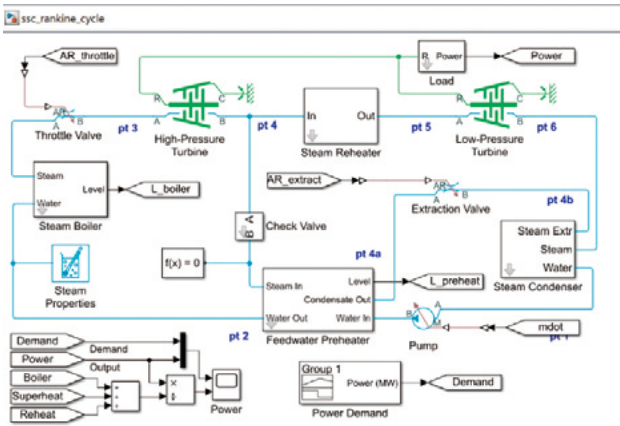 ssc_rankine_cycle
AR_throttle
R Power
Power
Load
R C
A B
Throttle Valve
pt 3
A B
High-Pressure
Turbine
pt 4
In Out
Steam Reheater
pt 5
R C
A B
Low-Pressure
Turbine
pt 6
Steam
Level
Water
L_boiler
Steam Boiler
AR_extract
A B
Extraction Valve
pt 4b
B A
Check Valve
Steam Extr
Steam
Water
Steam Condenser
f(x) = 0
pt 4a
Steam
Properties
Steam In
Level
Condensate Out
Water Out
Water In
L_preheat
Feedwater Preheater
pt 2
B A
M
Pump
mdot
Demand
Power
Boiler
Superheat
Reheat
Demand
Output
Power
Group 1
Power (MW)
Demand
Power Demand